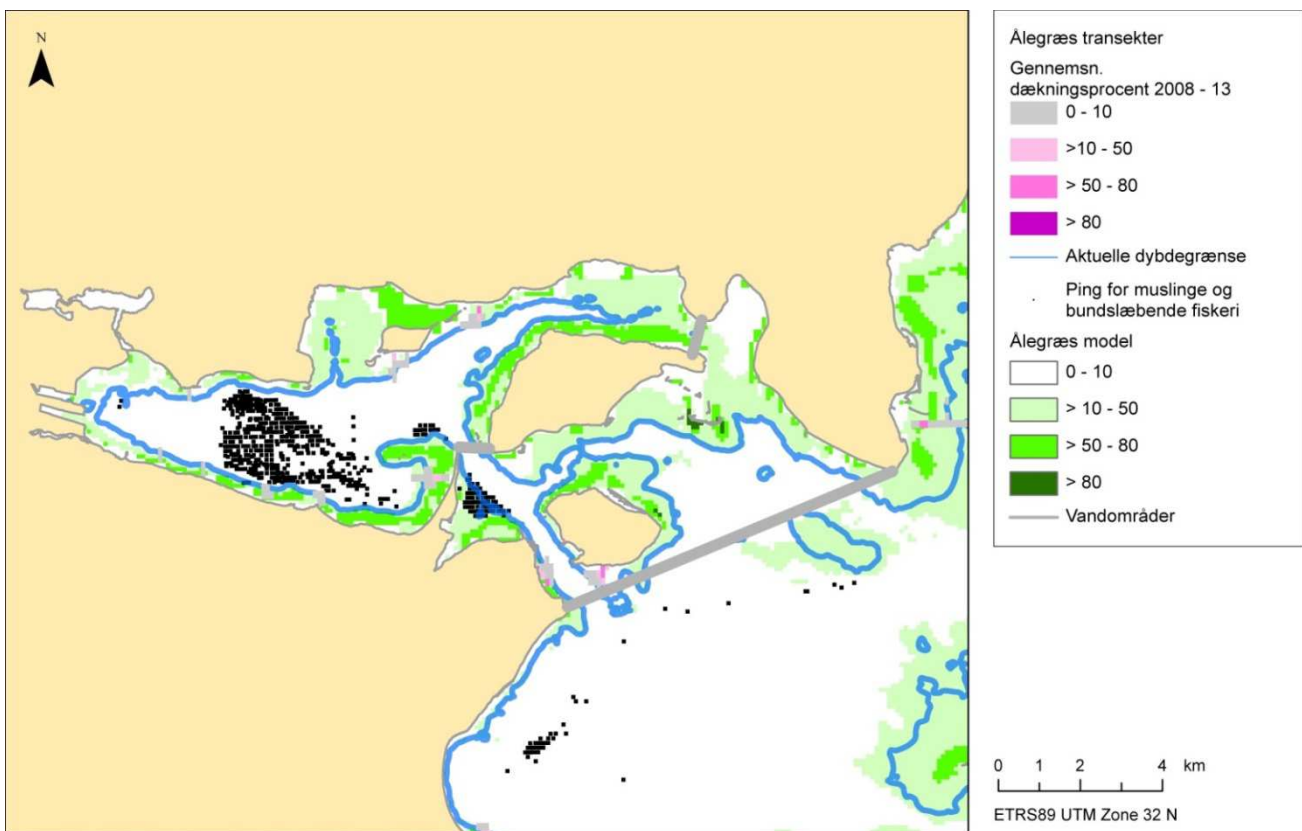 N
Ålegræs transekter
Gennemsn.
dækningsprocent 2008 - 13
0 - 10
>10 - 50
> 50 - 80
> 80
Aktuelle dybdegrænse
Ping for muslinge og
bundslæbende fiskeri
Ålegræs model
0 - 10
> 10 - 50
> 50 - 80
> 80
Vandområder
0 1 2 4 km
ETRS89 UTM Zone 32 N